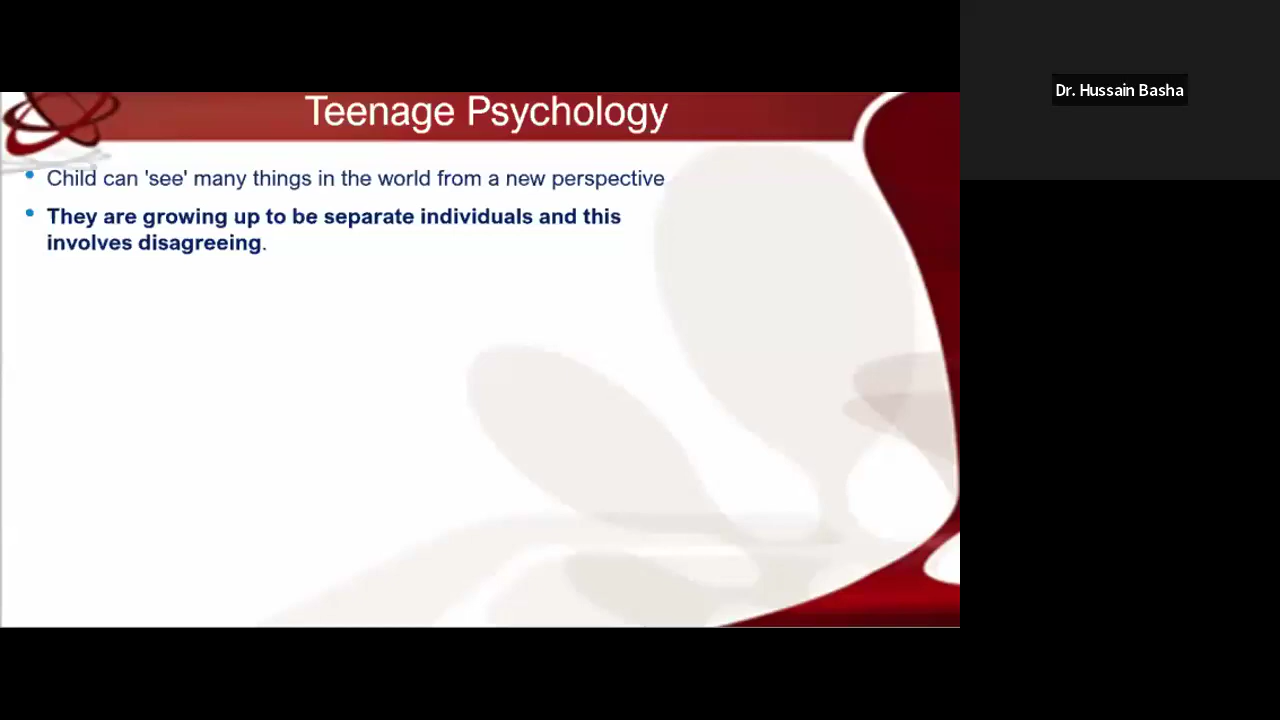 Teenage Psychology
Dr. Hussain Basha
• Child can 'see' many things in the world from a new perspective
• They are growing up to be separate individuals and this
involves disagreeing.